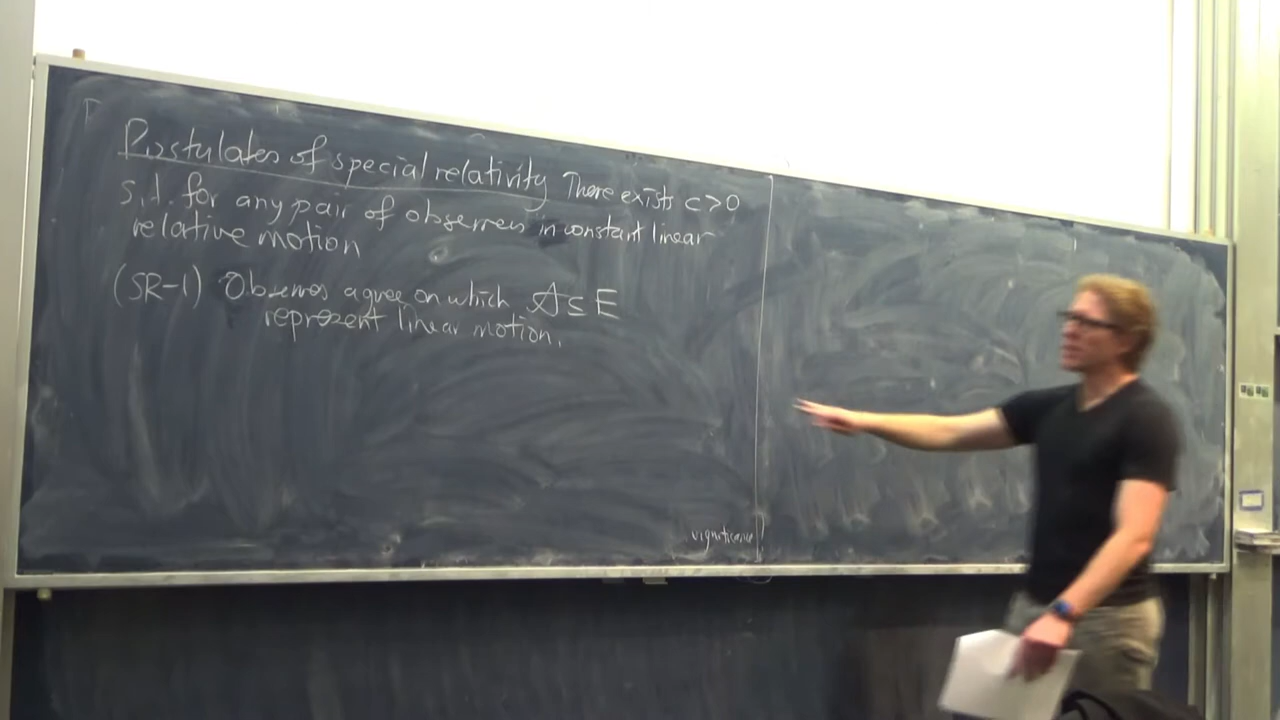 Postulates of special relativity There exists c>0
s.t. for any pair of observers in constant linear
relative motion
(SR-1) Observers agree on which A ⊆ E
represent linear motion.